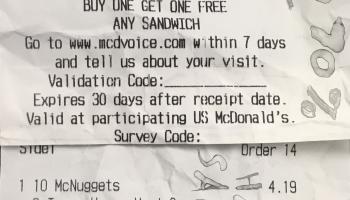 BUY ONE GET ONE FREE
ANY SANDWICH
Go to www.mcdvoice.com within 7 days
and tell us about your visit.
Validation Code:
Expires 30 days after receipt date.
Valid at participating US McDonald's.
Survey Code:
Side1 Order 14
1 10 McNuggets 4.19